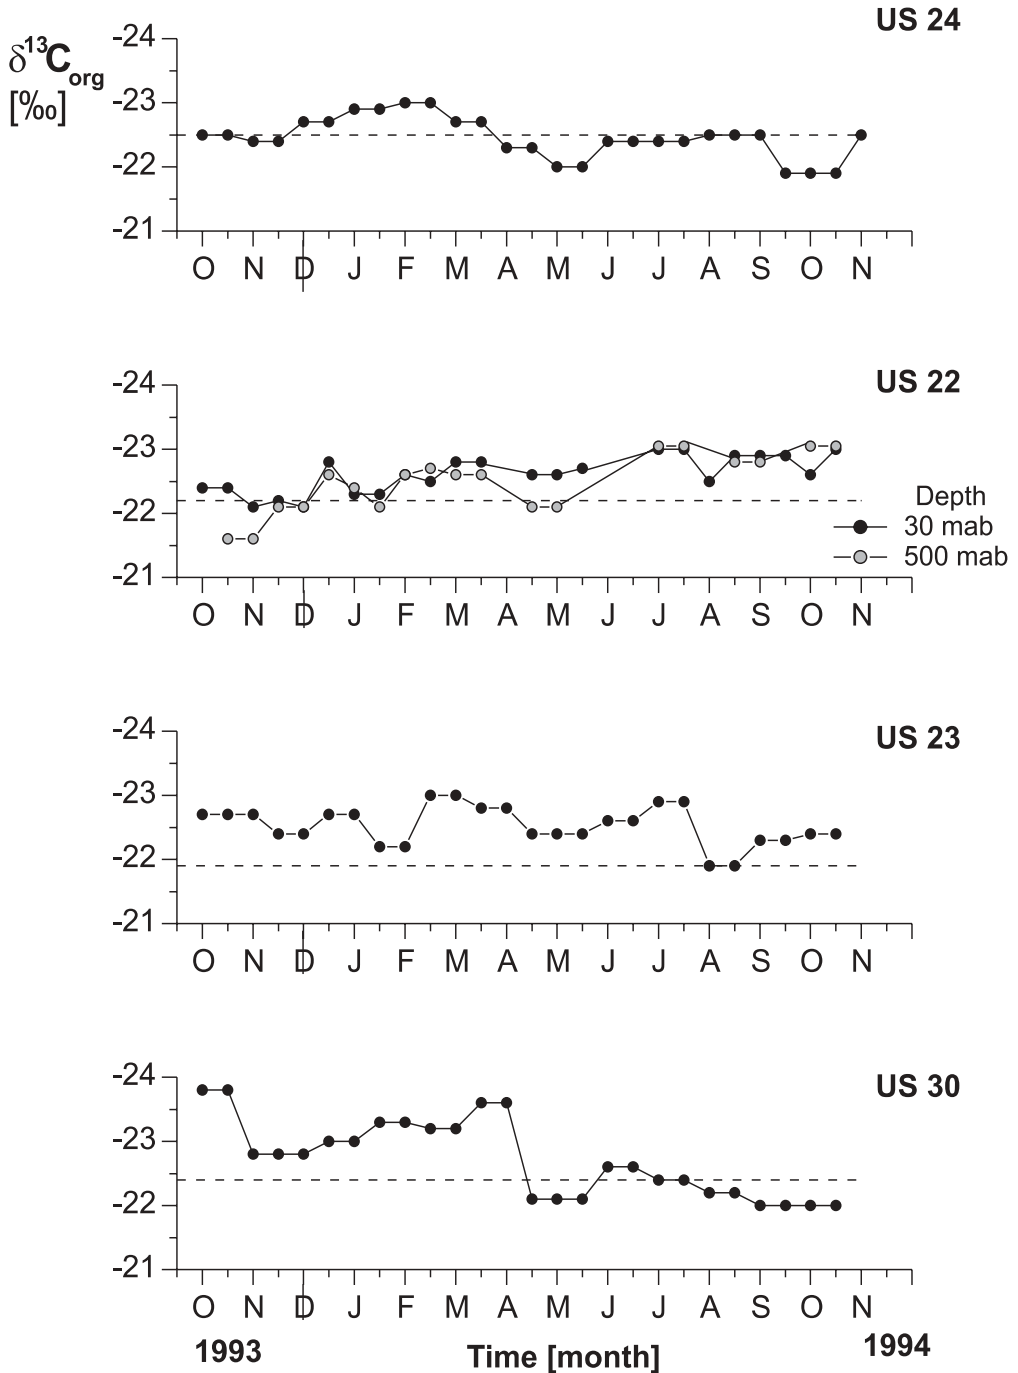 US 24
δ13Corg
[‰]
-24
-23
-22
-21
O N D J F M A M J J A S O N
US 22
-24
-23
-22
-21
Depth
30 mab
500 mab
O N D J F M A M J J A S O N
US 23
-24
-23
-22
-21
O N D J F M A M J J A S O N
US 30
-24
-23
-22
-21
O N D J F M A M J J A S O N
1993 Time [month] 1994